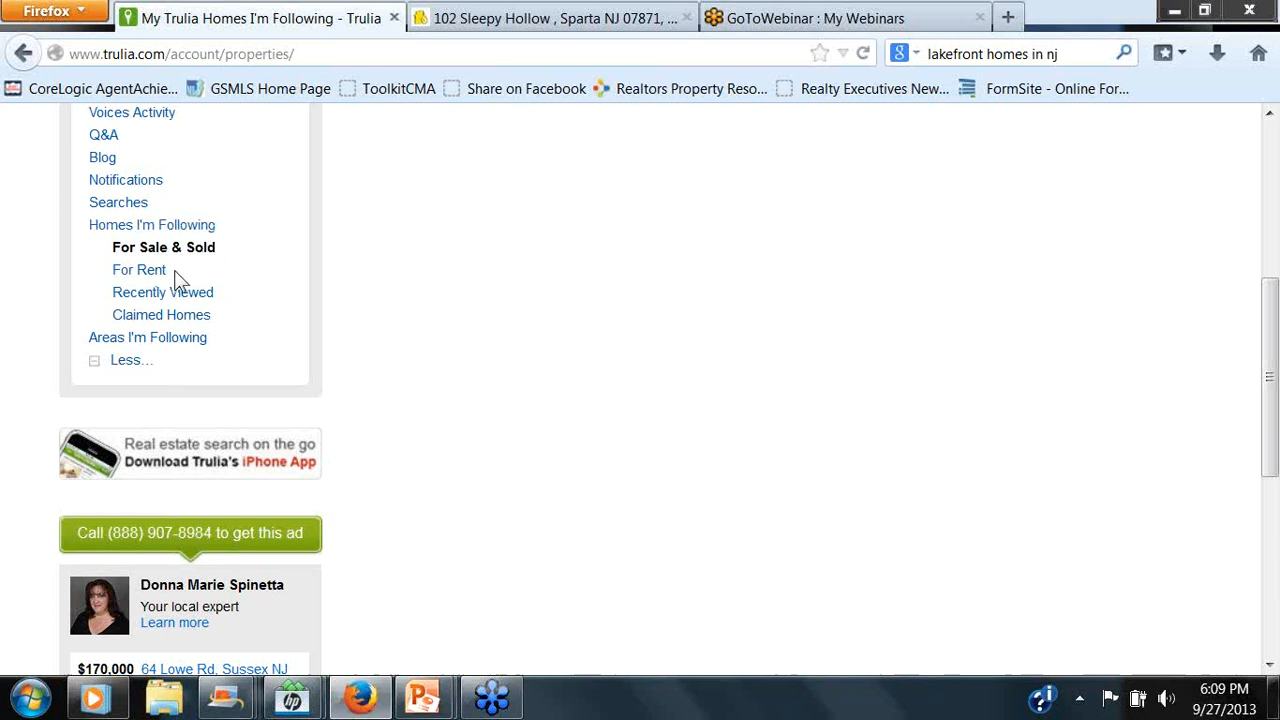 Firefox
My Trulia Homes I'm Following - Trulia
102 Sleepy Hollow , Sparta NJ 07871, ...
GoToWebinar : My Webinars
www.trulia.com/account/properties/
lakefront homes in nj
CoreLogic AgentAchie...
GSMLS Home Page
ToolkitCMA
Share on Facebook
Realtors Property Reso...
Realty Executives New...
FormSite - Online For...
Voices Activity
Q&A
Blog
Notifications
Searches
Homes I'm Following
For Sale & Sold
For Rent
Recently Viewed
Claimed Homes
Areas I'm Following
Less...
Real estate search on the go
Download Trulia's iPhone App
Call (888) 907-8984 to get this ad
Donna Marie Spinetta
Your local expert
Learn more
$170,000 64 Lowe Rd, Sussex NJ
6:09 PM
9/27/2013